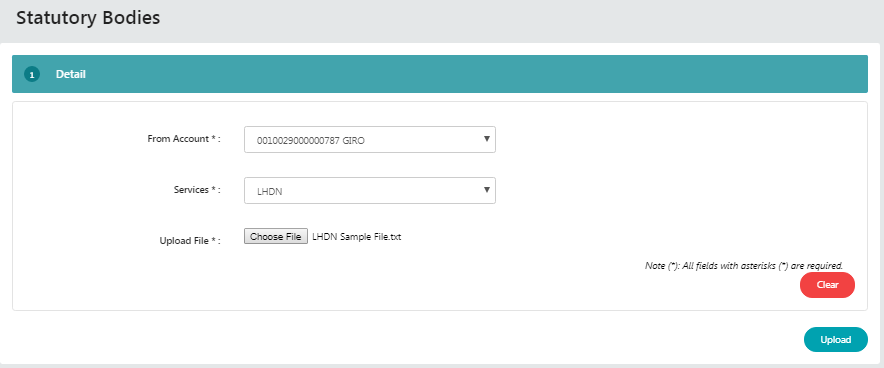 Statutory Bodies
1 Detail
From Account * : 0010029000000787 GIRO
Services * : LHDN
Upload File * : Choose File LHDN Sample File.txt
Note (*): All fields with asterisks (*) are required.
Clear
Upload